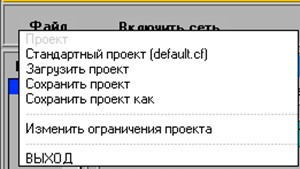 Файл Включить сеть
Проект
Стандартный проект (default.cf)
Загрузить проект
Сохранить проект
Сохранить проект как
Изменить ограничения проекта
ВЫХОД